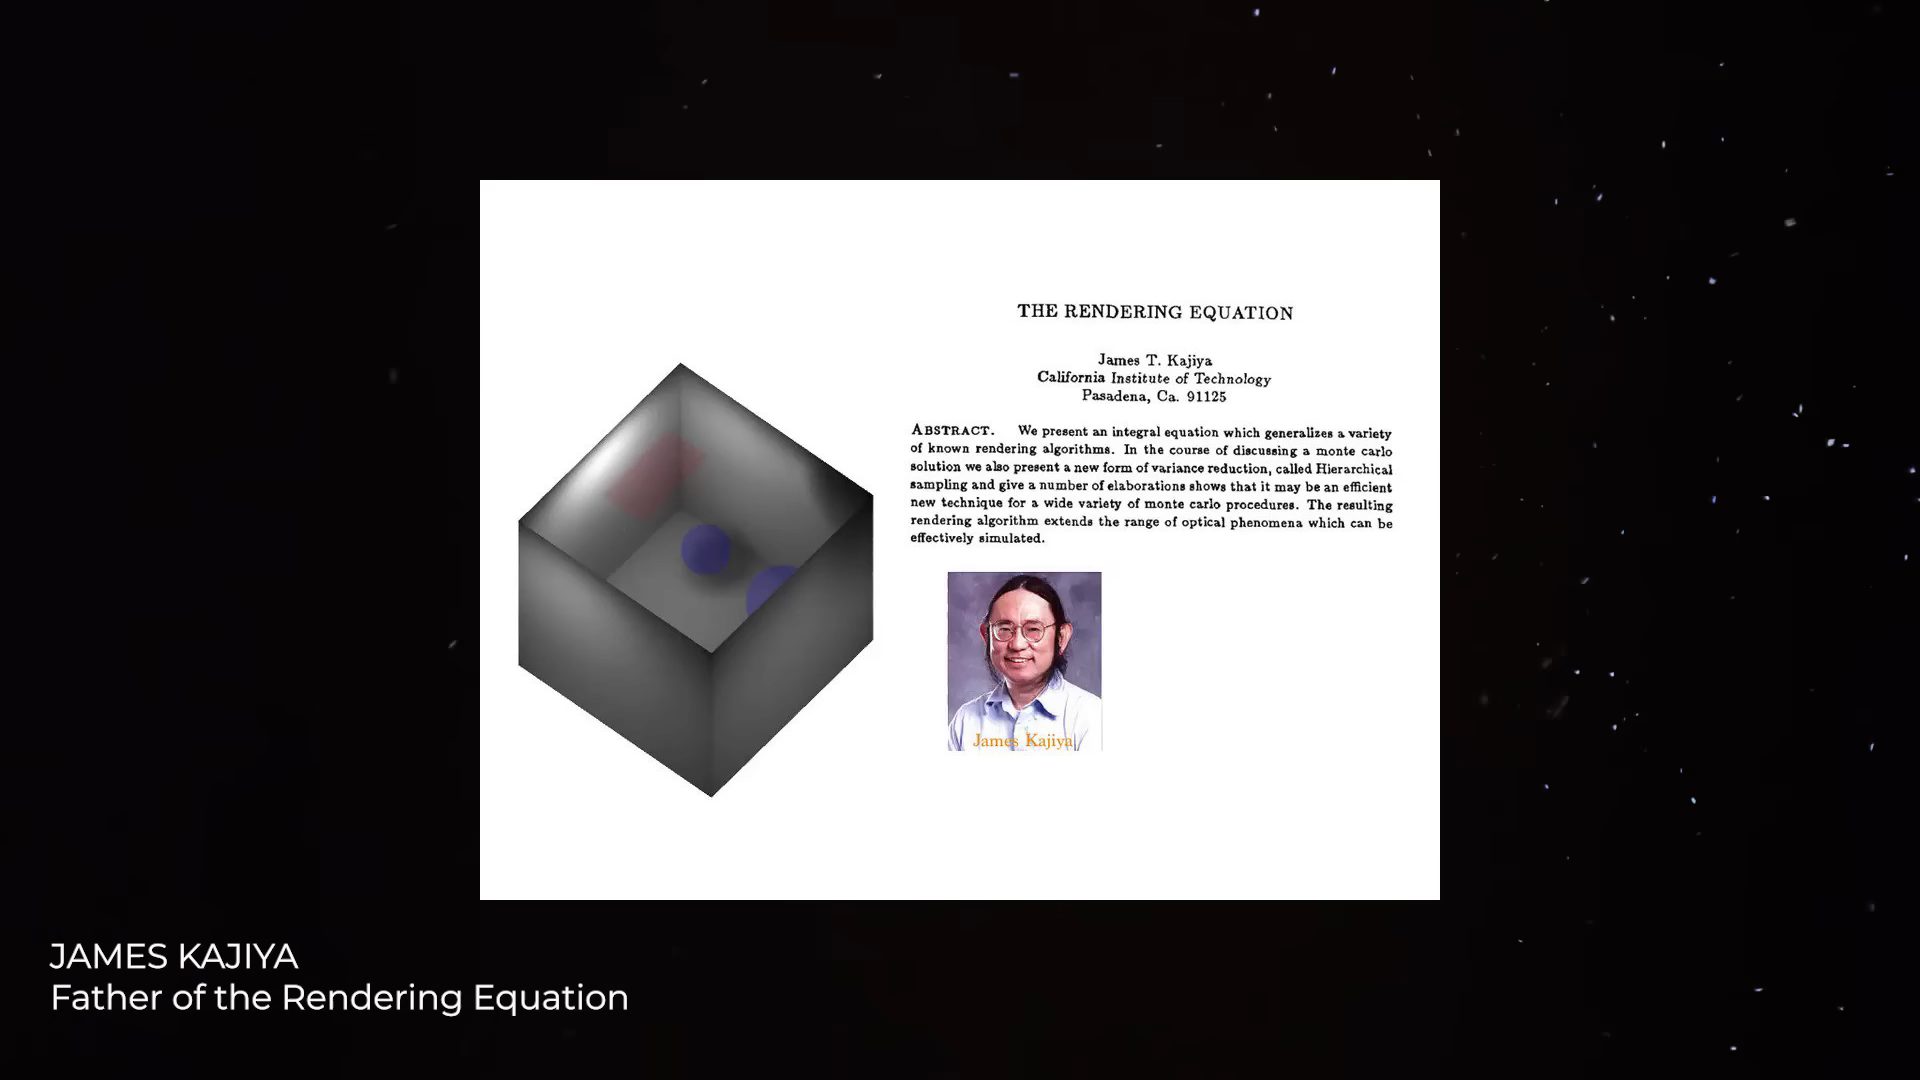 THE RENDERING EQUATION
James T. Kajiya
California Institute of Technology
Pasadena, Ca. 91125
ABSTRACT. We present an integral equation which generalizes a variety
of known rendering algorithms. In the course of discussing a monte carlo
solution we also present a new form of variance reduction, called Hierarchical
sampling and give a number of elaborations shows that it may be an efficient
new technique for a wide variety of monte carlo procedures. The resulting
rendering algorithm extends the range of optical phenomena which can be
effectively simulated.
James Kajiya
JAMES KAJIYA
Father of the Rendering Equation